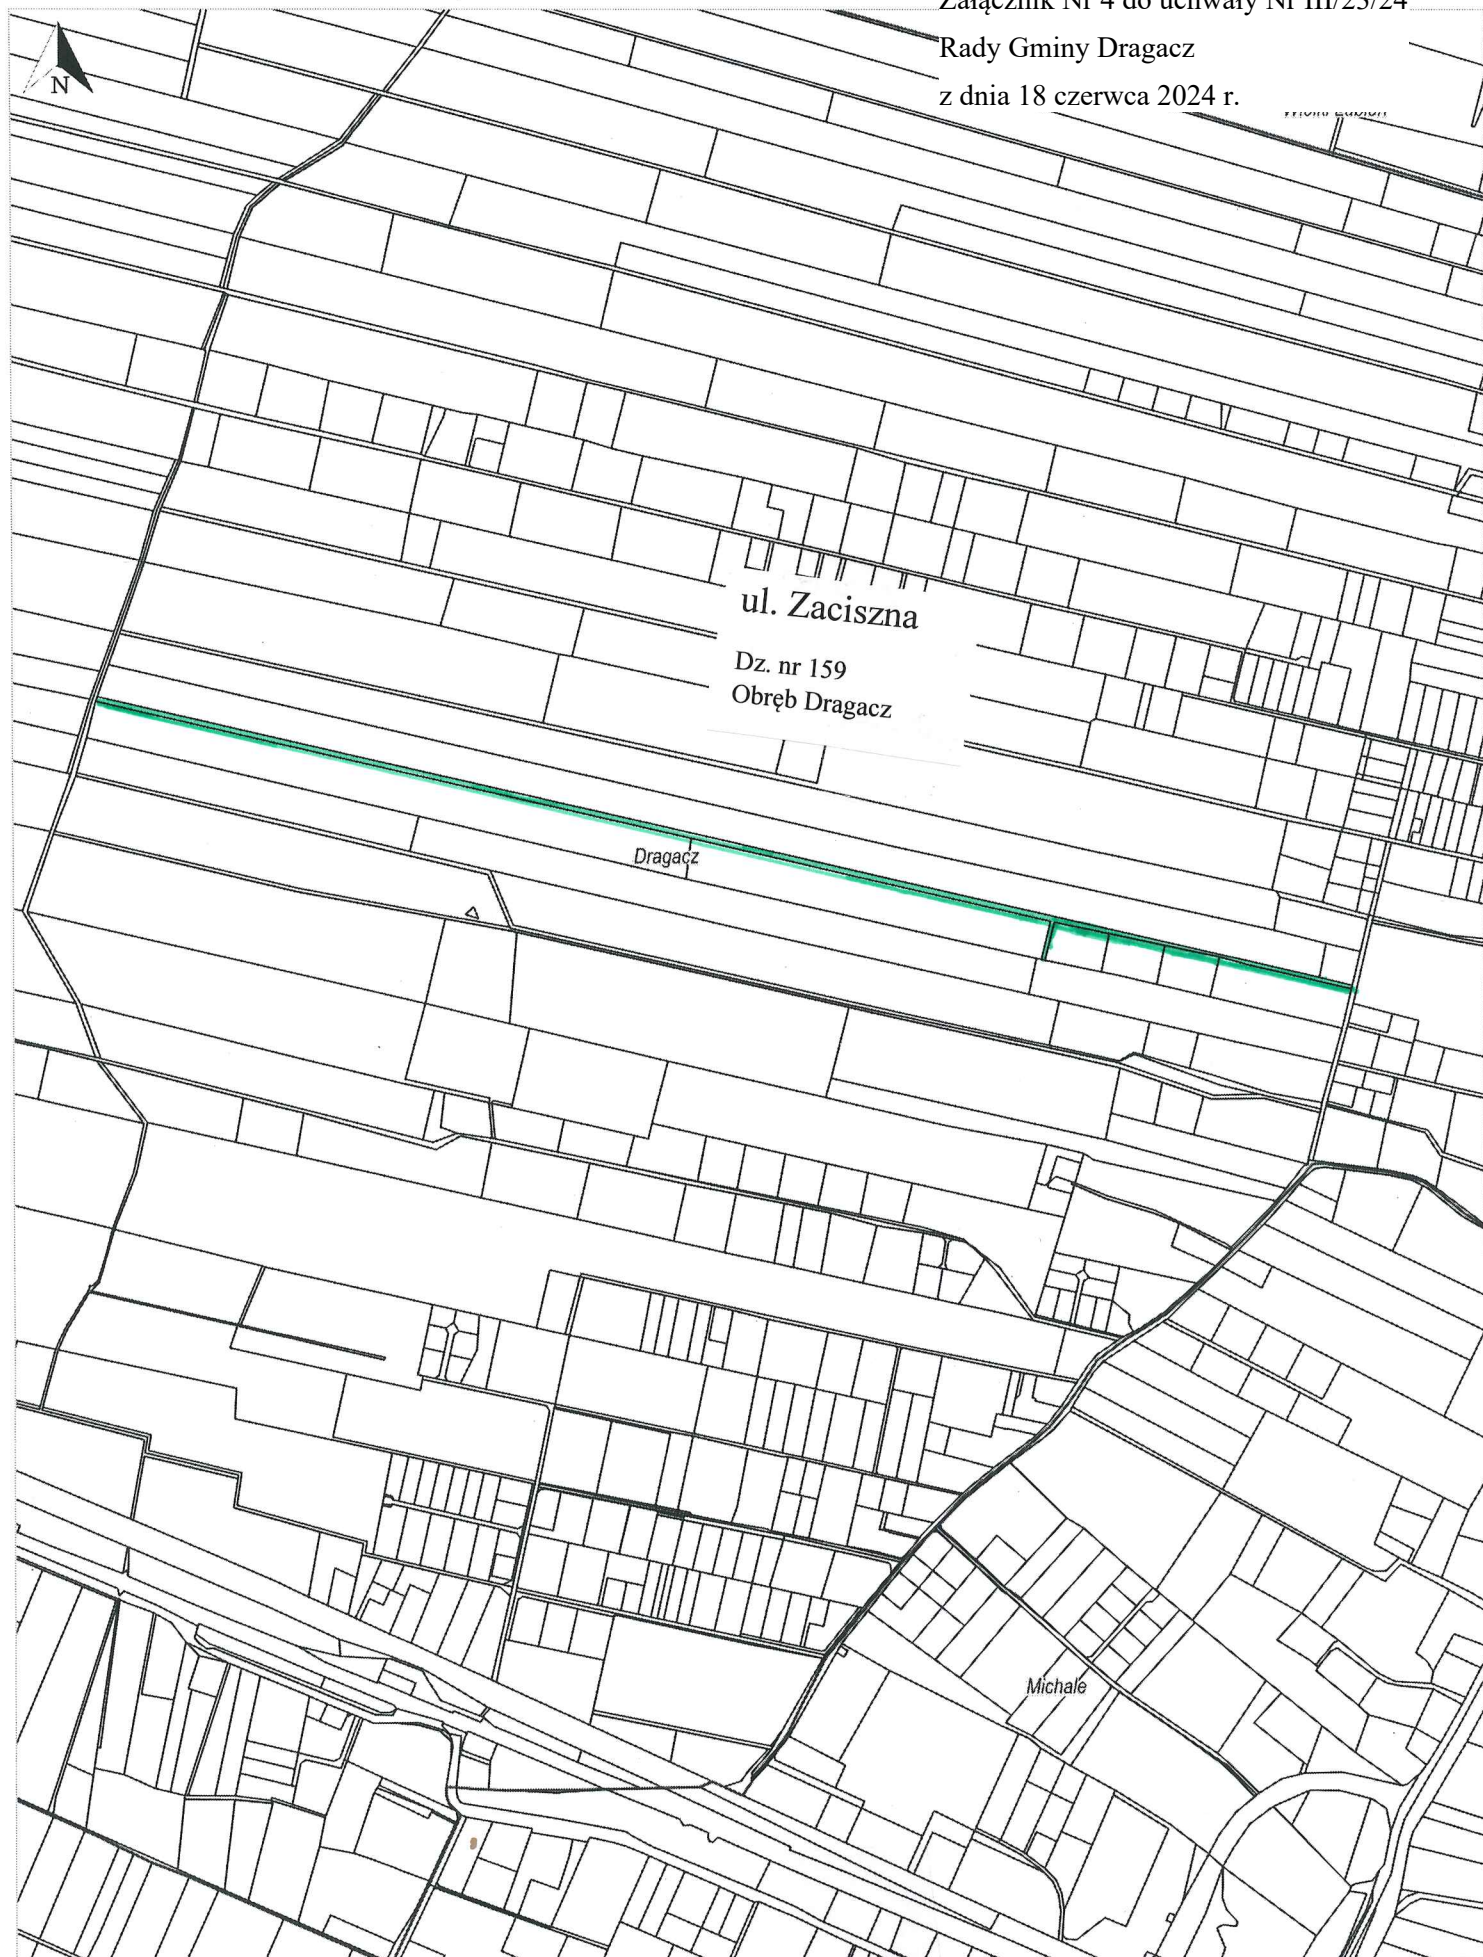 Załącznik Nr 4 do uchwały Nr III/23/24
Rady Gminy Dragacz
z dnia 18 czerwca 2024 r.
N
ul. Zaciszna
Dz. nr 159
Obręb Dragacz
Dragacz
Michale